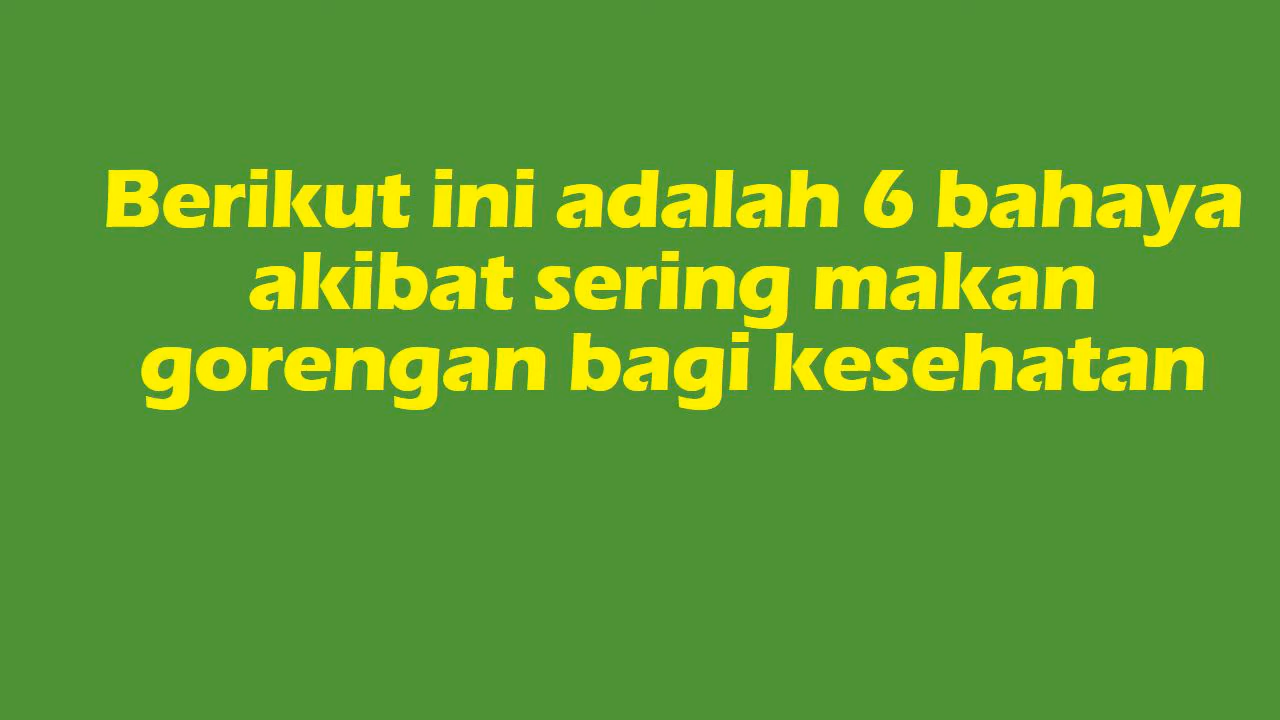 Berikut ini adalah 6 bahaya
akibat sering makan
gorengan bagi kesehatan